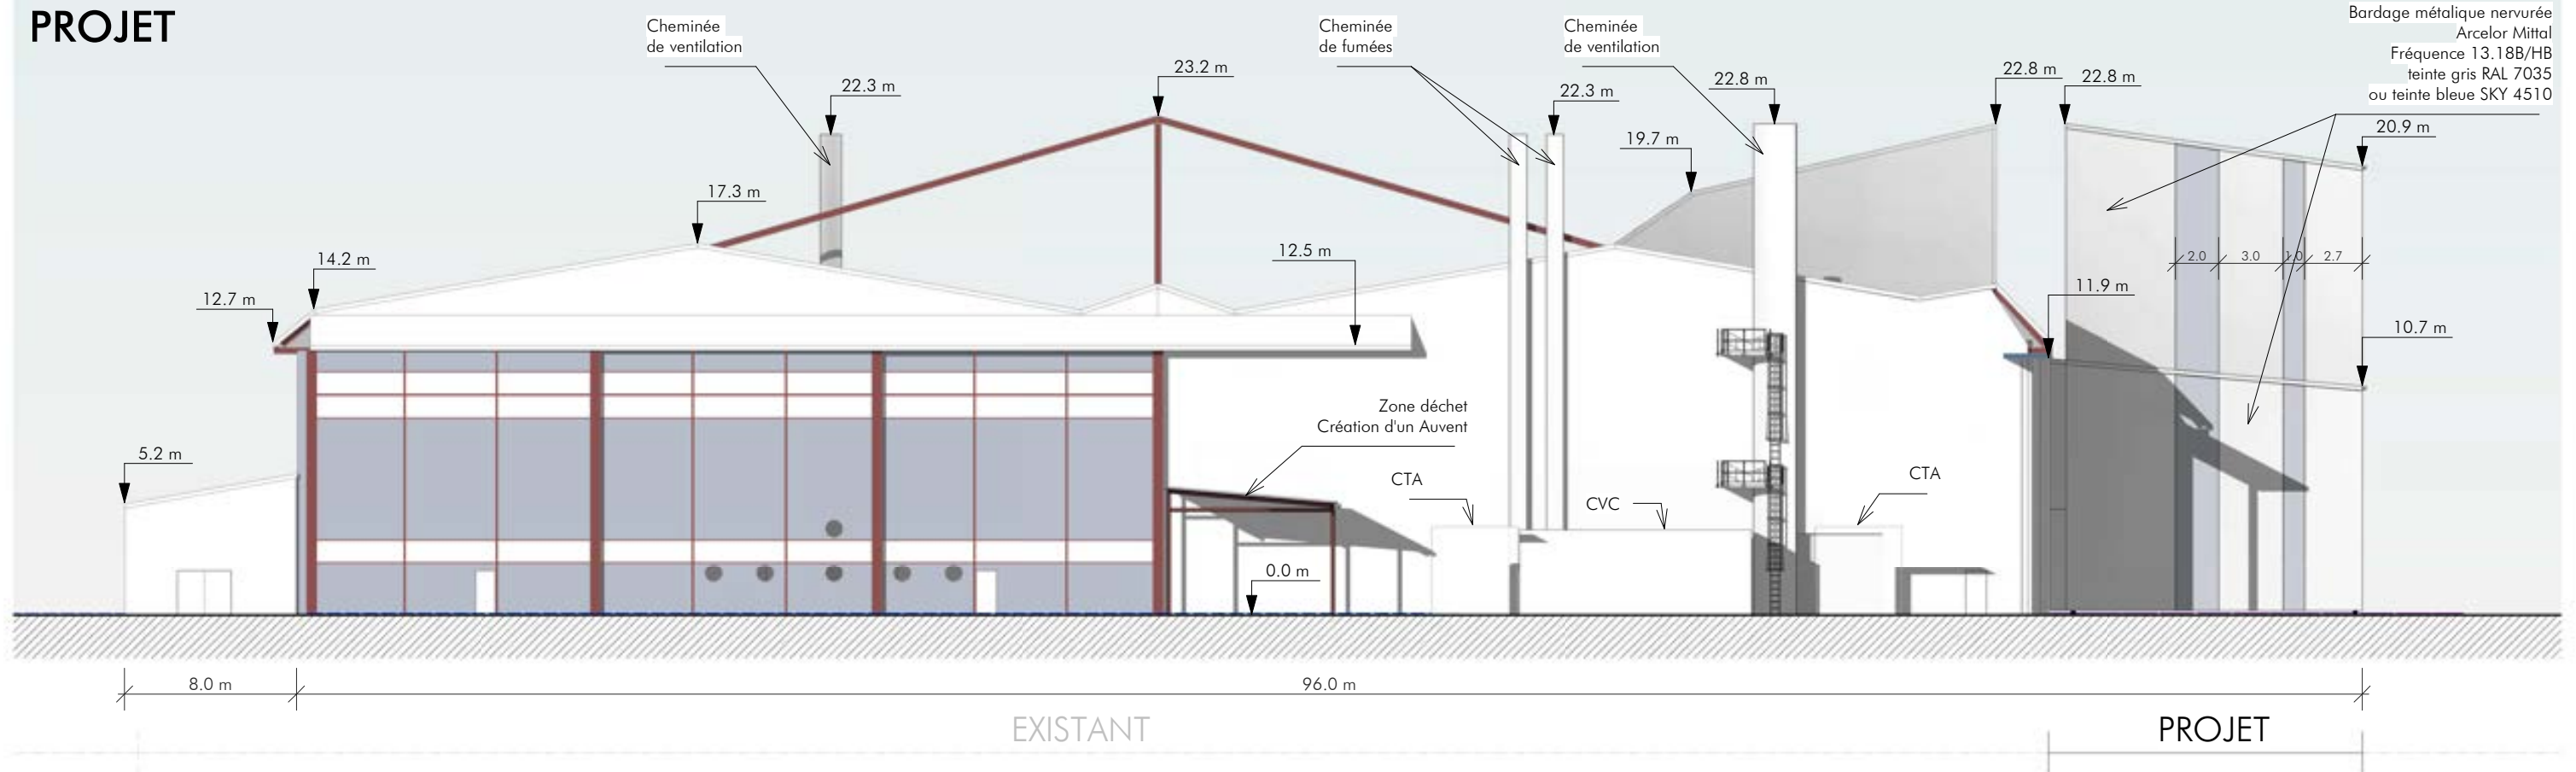 PROJET
Cheminée
de ventilation
Cheminée
de fumées
Cheminée
de ventilation
Bardage métalique nervurée
Arcelor Mittal
Fréquence 13.18B/HB
teinte gris RAL 7035
ou teinte bleue SKY 4510
23.2 m
22.3 m
22.3 m
22.8 m
22.8 m
22.8 m
20.9 m
19.7 m
17.3 m
14.2 m
12.5 m
12.7 m
2.0
3.0
1.0
2.7
11.9 m
10.7 m
Zone déchet
Création d'un Auvent
5.2 m
CTA
CVC
CTA
0.0 m
8.0 m
96.0 m
EXISTANT
PROJET